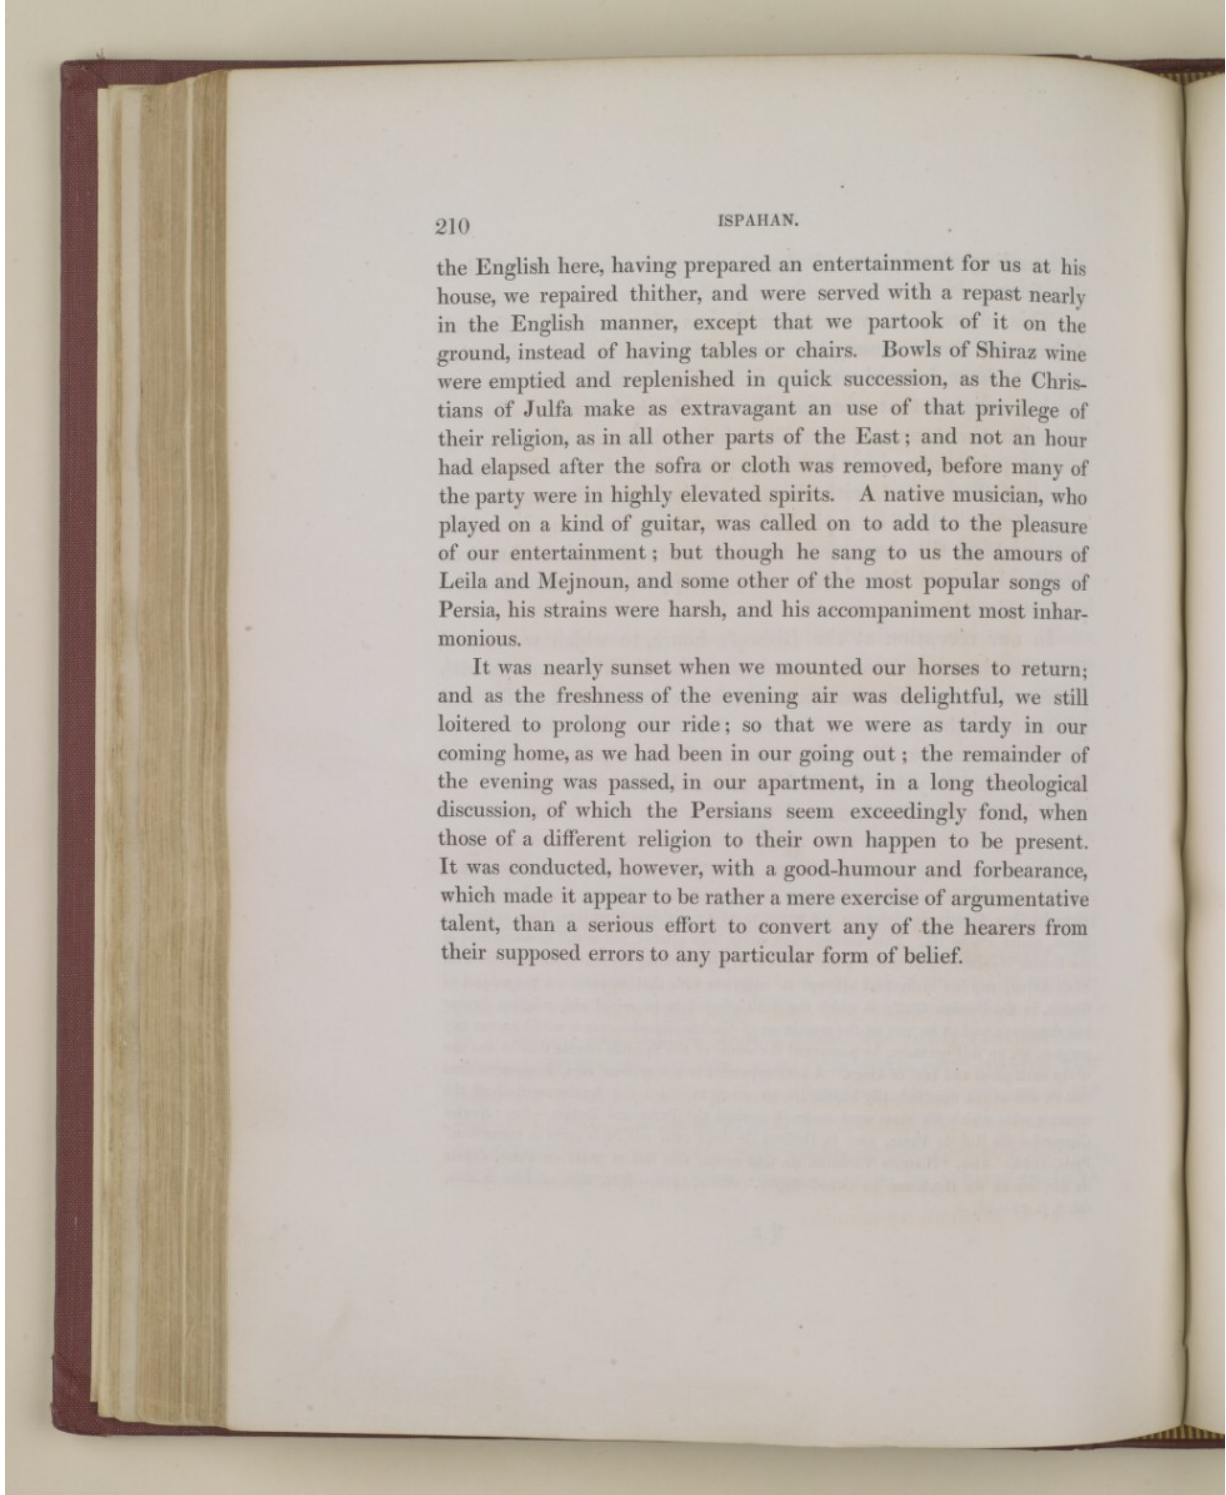 210
ISPAHAN.
the English here, having prepared an entertainment for us at his
house, we repaired thither, and were served with a repast nearly
in the English manner, except that we partook of it on the
ground, instead of having tables or chairs. Bowls of Shiraz wine
were emptied and replenished in quick succession, as the Chris-
tians of Julfa make as extravagant an use of that privilege of
their religion, as in all other parts of the East; and not an hour
had elapsed after the sofra or cloth was removed, before many of
the party were in highly elevated spirits. A native musician, who
played on a kind of guitar, was called on to add to the pleasure
of our entertainment; but though he sang to us the amours of
Leila and Mejnoun, and some other of the most popular songs of
Persia, his strains were harsh, and his accompaniment most inhar-
monious.
It was nearly sunset when we mounted our horses to return;
and as the freshness of the evening air was delightful, we still
loitered to prolong our ride; so that we were as tardy in our
coming home, as we had been in our going out; the remainder of
the evening was passed, in our apartment, in a long theological
discussion, of which the Persians seem exceedingly fond, when
those of a different religion to their own happen to be present.
It was conducted, however, with a good-humour and forbearance,
which made it appear to be rather a mere exercise of argumentative
talent, than a serious effort to convert any of the hearers from
their supposed errors to any particular form of belief.